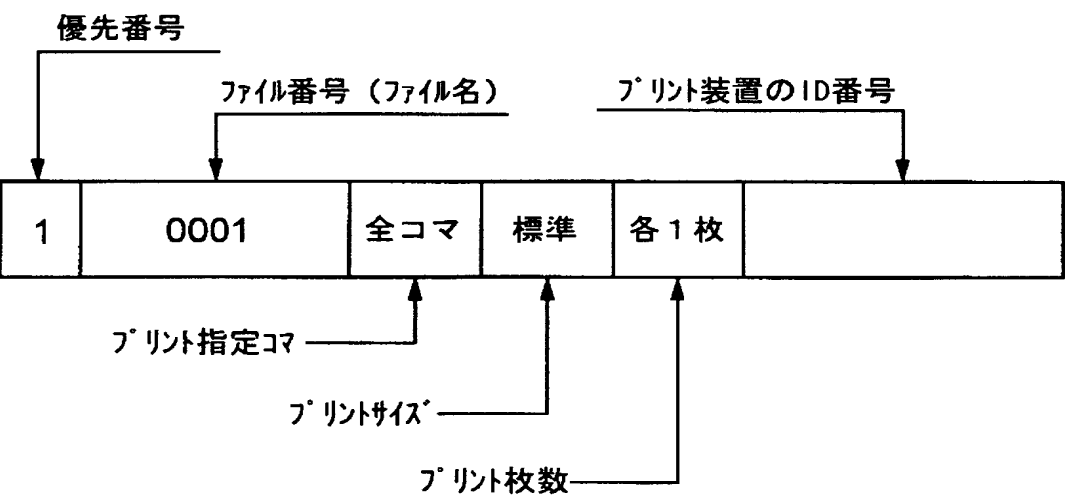 優先番号
ファイル番号（ファイル名）
プリント装置のID番号
1 0001 全コマ 標準 各1枚
プリント指定コマ
プリントサイズ
プリント枚数